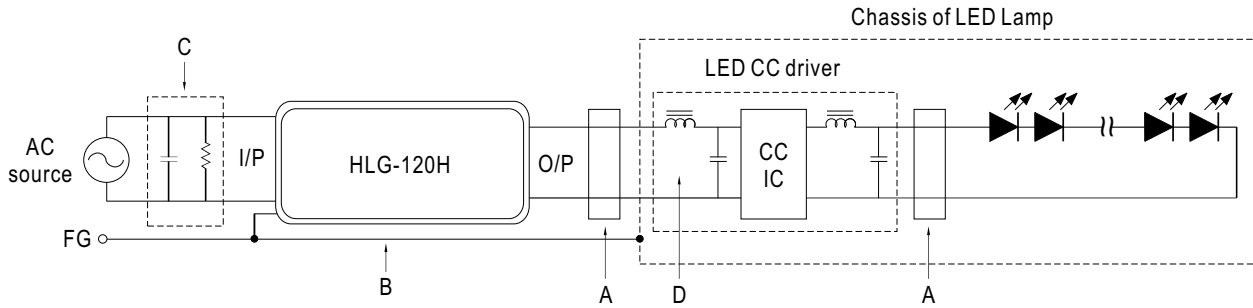 Chassis of LED Lamp
C
LED CC driver
AC
source
I/P
HLG-120H
O/P
CC
IC
FG
B
A
D
A